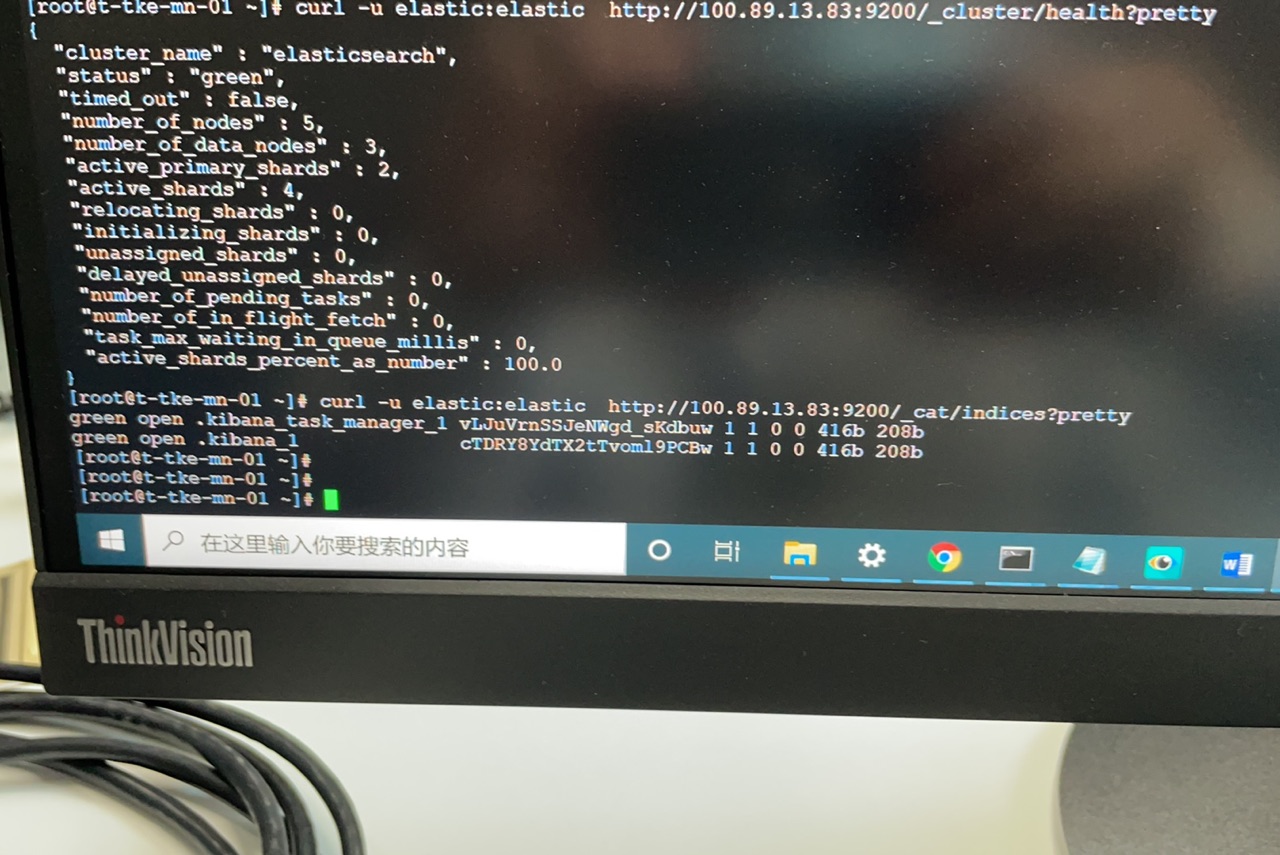 [root@t-tke-mn-01 ~]# curl -u elastic:elastic  http://100.89.13.83:9200/_cluster/health?pretty
{
  "cluster_name" : "elasticsearch",
  "status" : "green",
  "timed_out" : false,
  "number_of_nodes" : 5,
  "number_of_data_nodes" : 3,
  "active_primary_shards" : 2,
  "active_shards" : 4,
  "relocating_shards" : 0,
  "initializing_shards" : 0,
  "unassigned_shards" : 0,
  "delayed_unassigned_shards" : 0,
  "number_of_pending_tasks" : 0,
  "number_of_in_flight_fetch" : 0,
  "task_max_waiting_in_queue_millis" : 0,
  "active_shards_percent_as_number" : 100.0
}
[root@t-tke-mn-01 ~]# curl -u elastic:elastic  http://100.89.13.83:9200/_cat/indices?pretty
green open .kibana_task_manager_1 vLJuVrnSSJeNWgd_sKdbuw 1 1 0 0 416b 208b
green open .kibana_1              cTDRY8YdTX2tTvoml9PCBw 1 1 0 0 416b 208b
[root@t-tke-mn-01 ~]#
[root@t-tke-mn-01 ~]#
[root@t-tke-mn-01 ~]#
在这里输入你要搜索的内容
W
ThinkVision